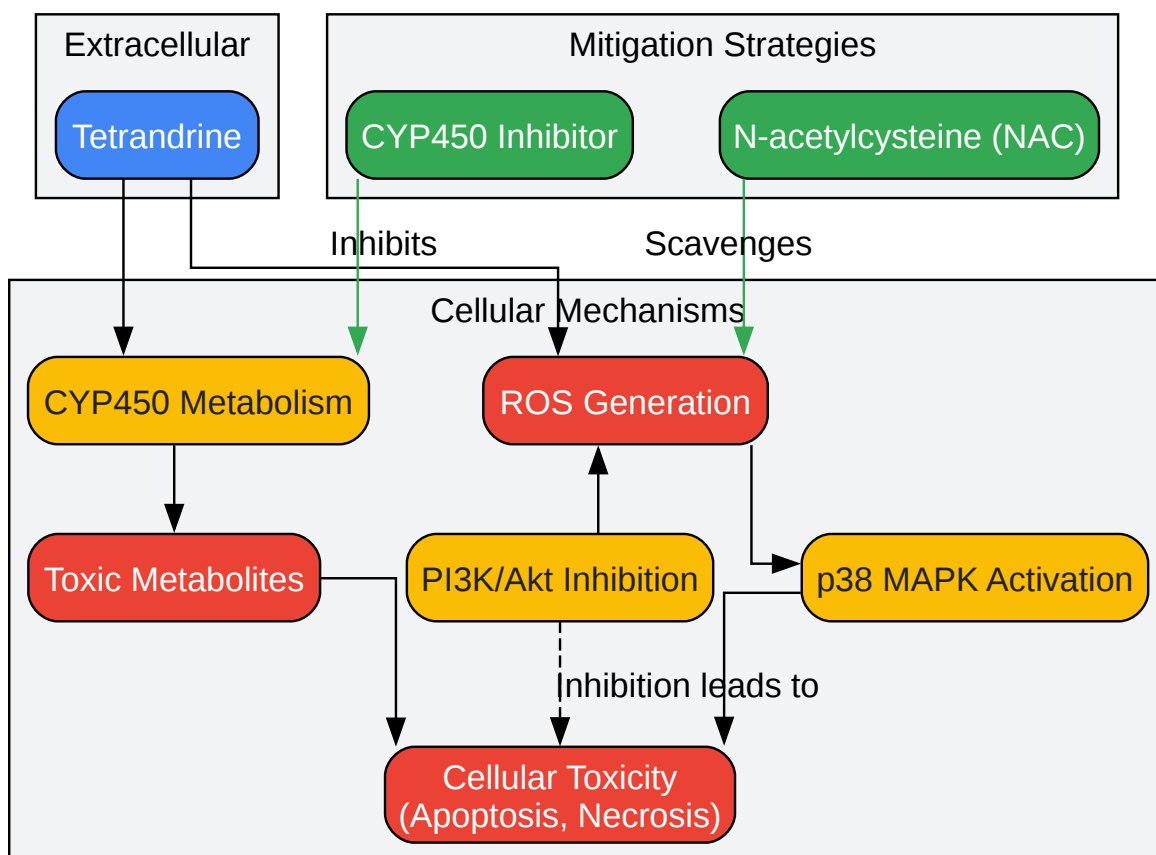 Extracellular
Mitigation Strategies
Tetrandrine
CYP450 Inhibitor
N-acetylcysteine (NAC)
Inhibits
Scavenges
Cellular Mechanisms
CYP450 Metabolism
ROS Generation
Toxic Metabolites
PI3K/Akt Inhibition
p38 MAPK Activation
Inhibition leads to
Cellular Toxicity
(Apoptosis, Necrosis)